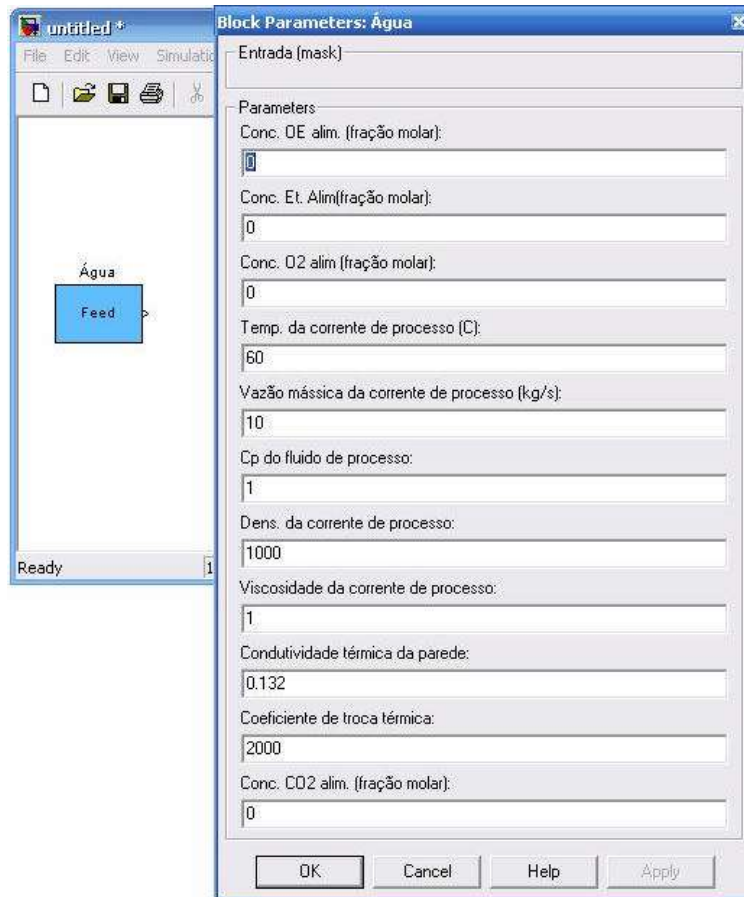 untitled *
File Edit View Simulatic
Água
Feed
Ready
1
Block Parameters: Água
Entrada (mask)
Parameters
Conc. OE alim. (fração molar):
0
Conc. Et. Alim(fração molar):
0
Conc. O2 alim (fração molar):
0
Temp. da corrente de processo (C):
60
Vazão mássica da corrente de processo (kg/s):
10
Cp do fluido de processo:
1
Dens. da corrente de processo:
1000
Viscosidade da corrente de processo:
1
Condutividade térmica da parede:
0.132
Coeficiente de troca térmica:
2000
Conc. CO2 alim. (fração molar):
0
OK Cancel Help Apply